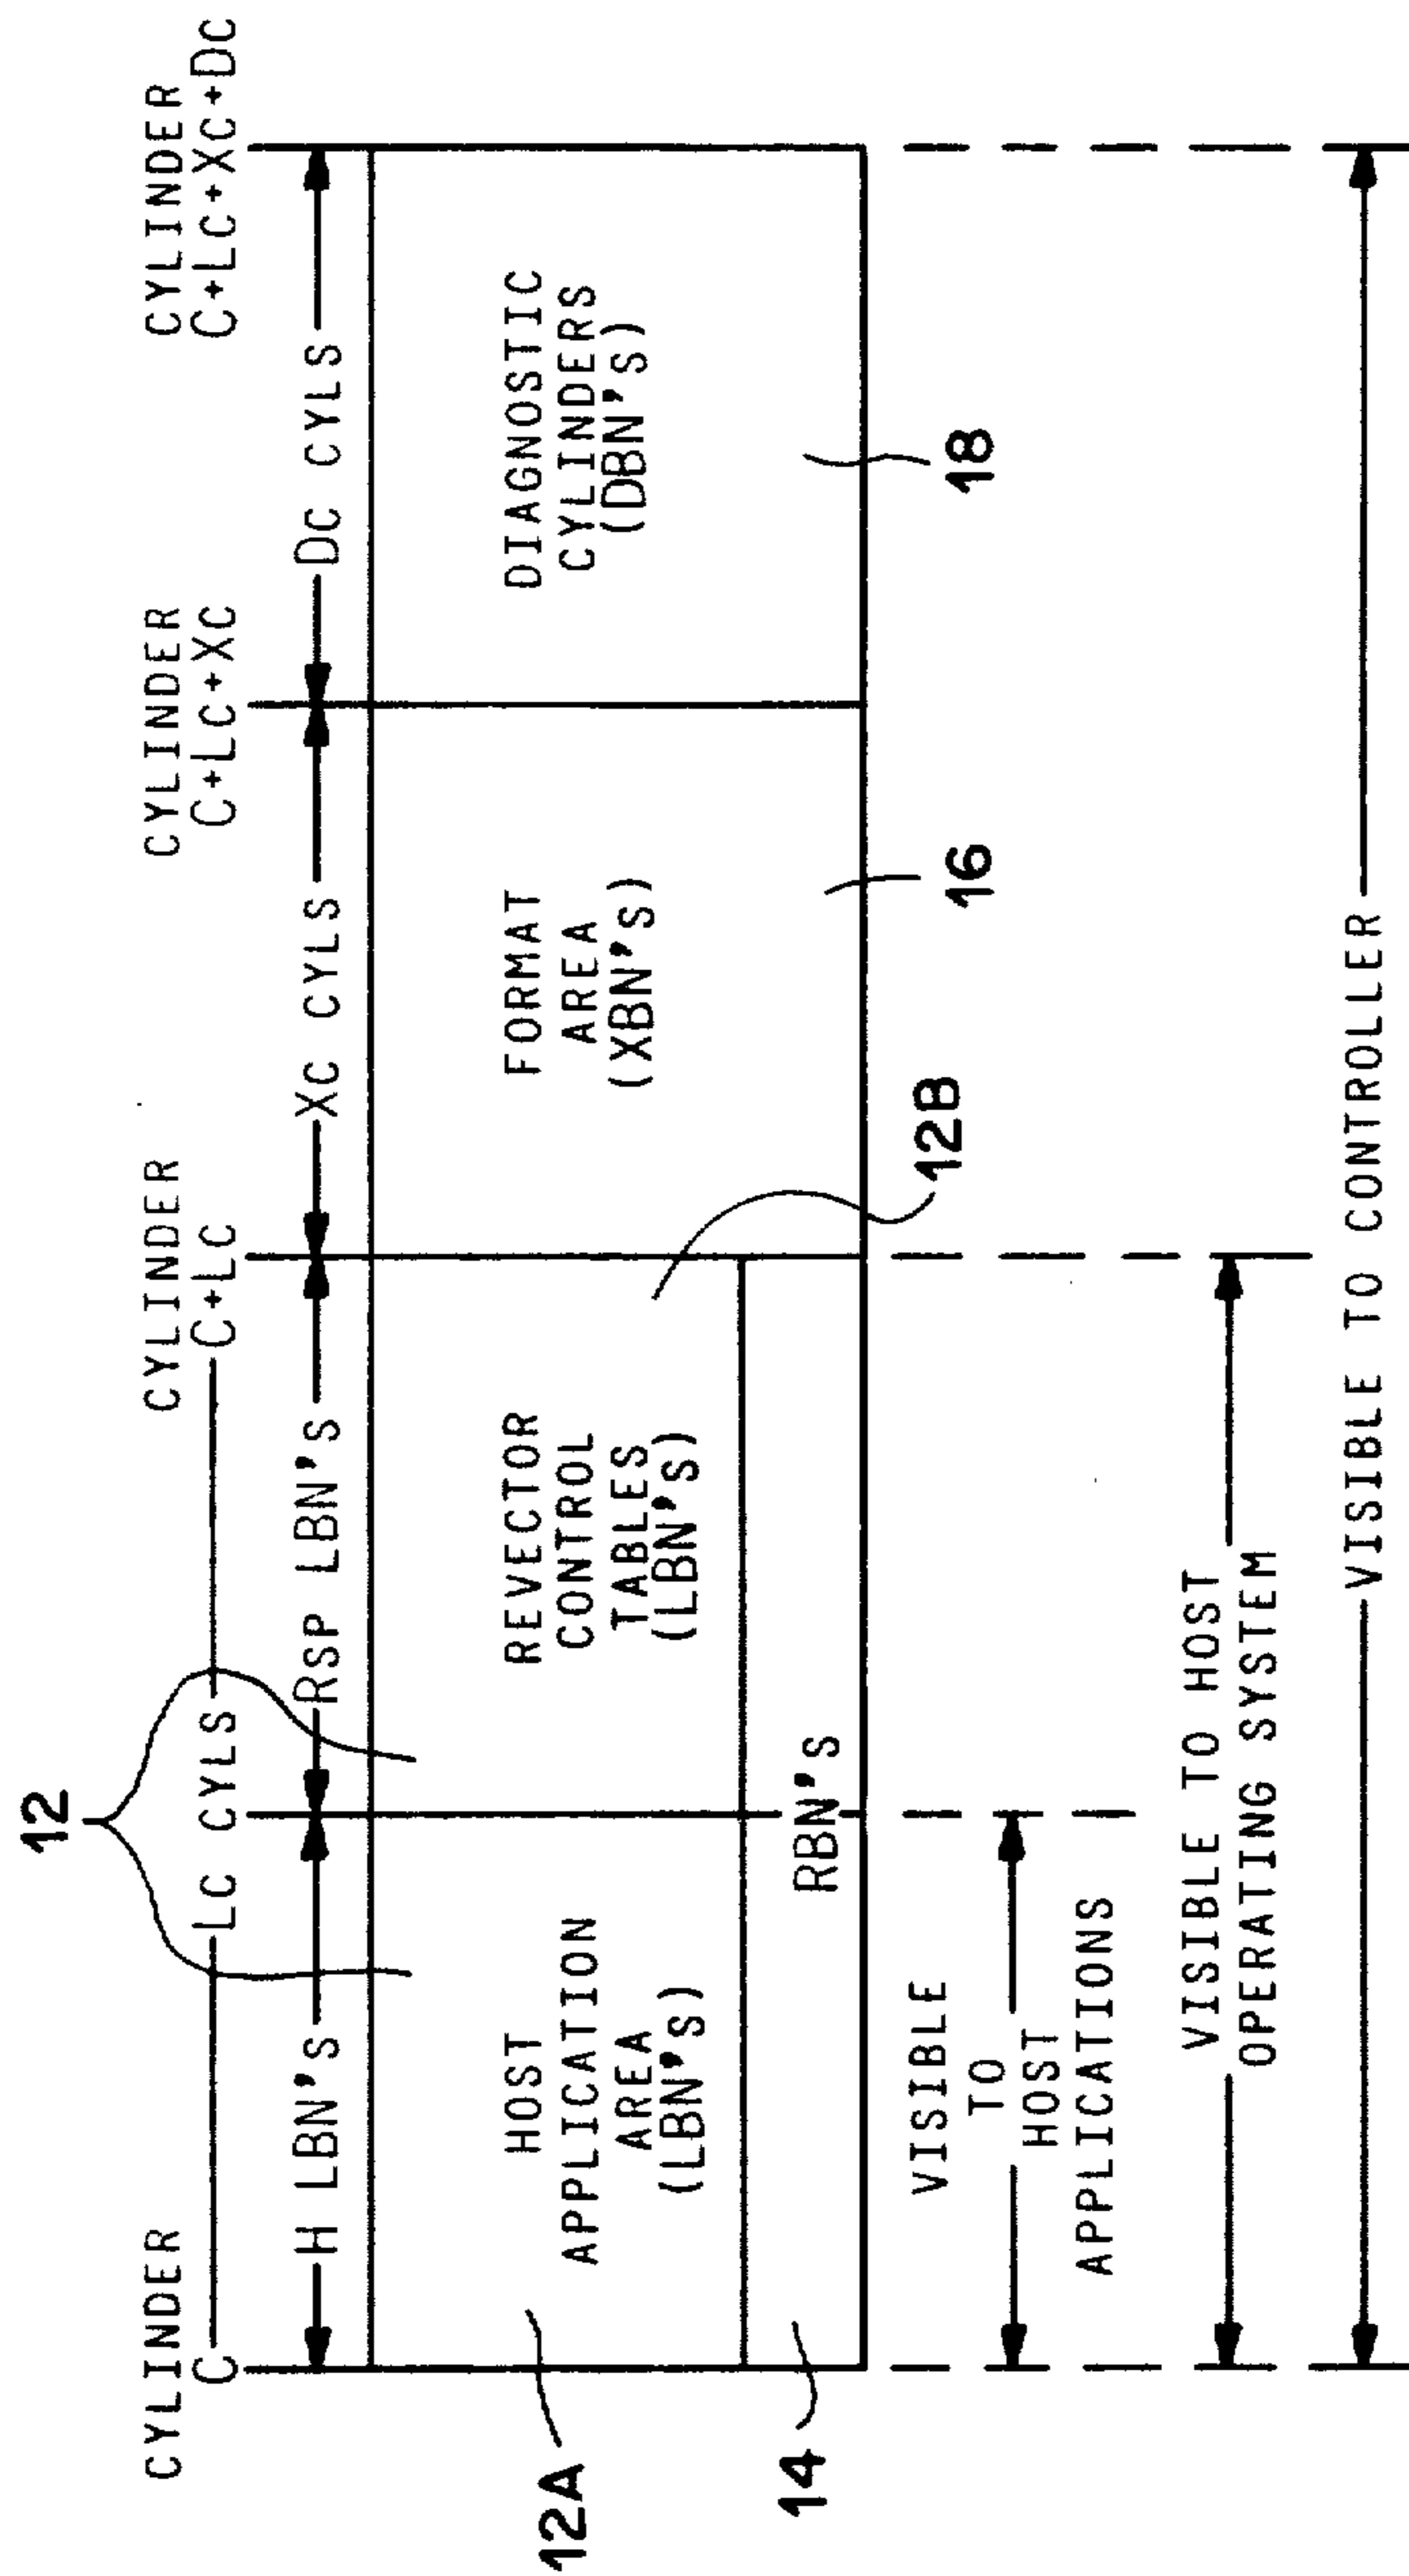 12
CYLINDER
C
LC CYLS
CYLINDER
C+LC
CYLINDER
C+LC+XC
CYLINDER
C+LC+XC+DC
H LBN'S
RSP LBN'S
XC CYLS
DC CYLS
HOST
APPLICATION
AREA
(LBN'S)
REVECTOR
CONTROL
TABLES
(LBN'S)
FORMAT
AREA
(XBN'S)
DIAGNOSTIC
CYLINDERS
(DBN'S)
12A
RBN'S
14
12B
16
18
VISIBLE
TO
HOST
APPLICATIONS
VISIBLE TO HOST
OPERATING SYSTEM
VISIBLE TO CONTROLLER